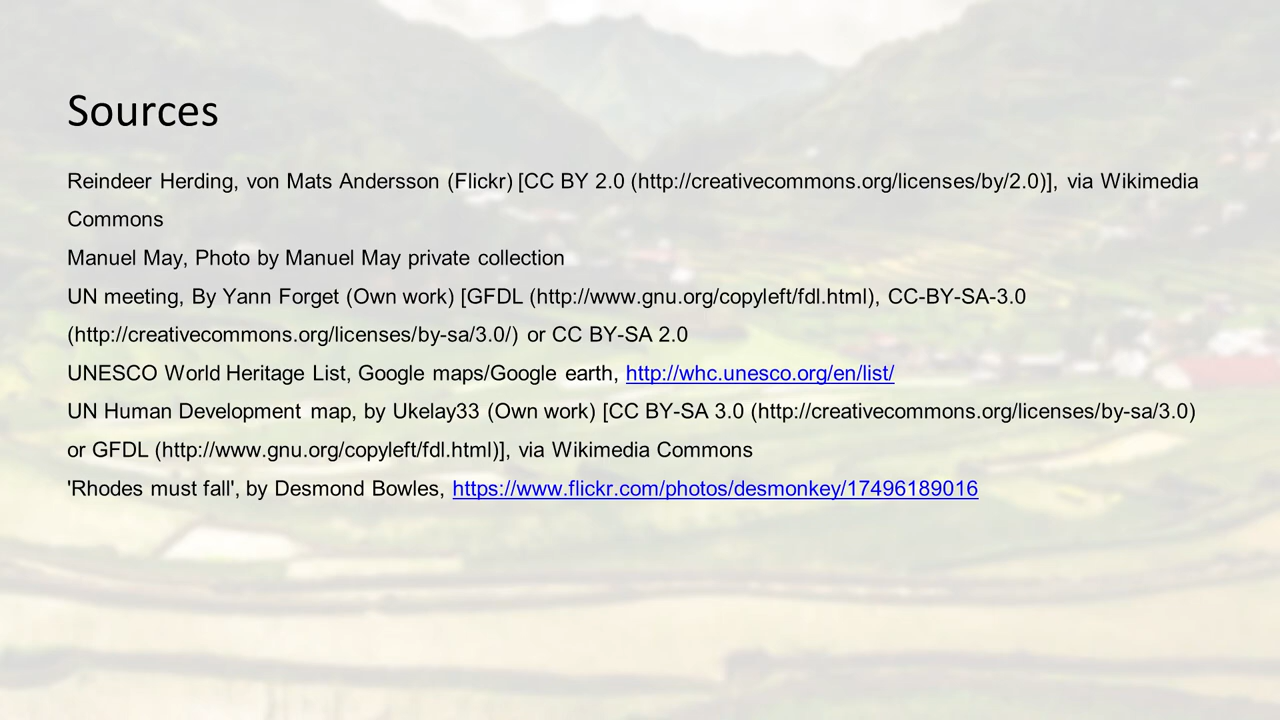 Sources
Reindeer Herding, von Mats Andersson (Flickr) [CC BY 2.0 (http://creativecommons.org/licenses/by/2.0)], via Wikimedia
Commons
Manuel May, Photo by Manuel May private collection
UN meeting, By Yann Forget (Own work) [GFDL (http://www.gnu.org/copyleft/fdl.html), CC-BY-SA-3.0
(http://creativecommons.org/licenses/by-sa/3.0/) or CC BY-SA 2.0
UNESCO World Heritage List, Google maps/Google earth, http://whc.unesco.org/en/list/
UN Human Development map, by Ukelay33 (Own work) [CC BY-SA 3.0 (http://creativecommons.org/licenses/by-sa/3.0)
or GFDL (http://www.gnu.org/copyleft/fdl.html)], via Wikimedia Commons
'Rhodes must fall', by Desmond Bowles, https://www.flickr.com/photos/desmonkey/17496189016